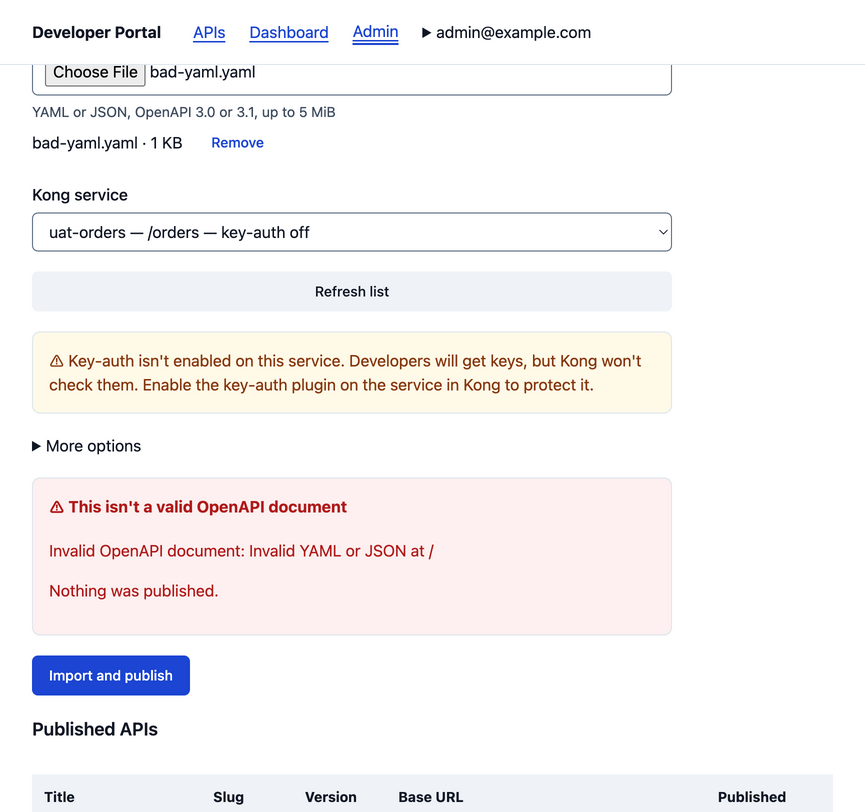 Developer Portal APIs Dashboard Admin ▶ admin@example.com
Choose File bad-yaml.yaml
YAML or JSON, OpenAPI 3.0 or 3.1, up to 5 MiB
bad-yaml.yaml · 1 KB Remove
Kong service
uat-orders — /orders — key-auth off
Refresh list
⚠ Key-auth isn't enabled on this service. Developers will get keys, but Kong won't
check them. Enable the key-auth plugin on the service in Kong to protect it.
▶ More options
⚠ This isn't a valid OpenAPI document
Invalid OpenAPI document: Invalid YAML or JSON at /
Nothing was published.
Import and publish
Published APIs
Title Slug Version Base URL Published